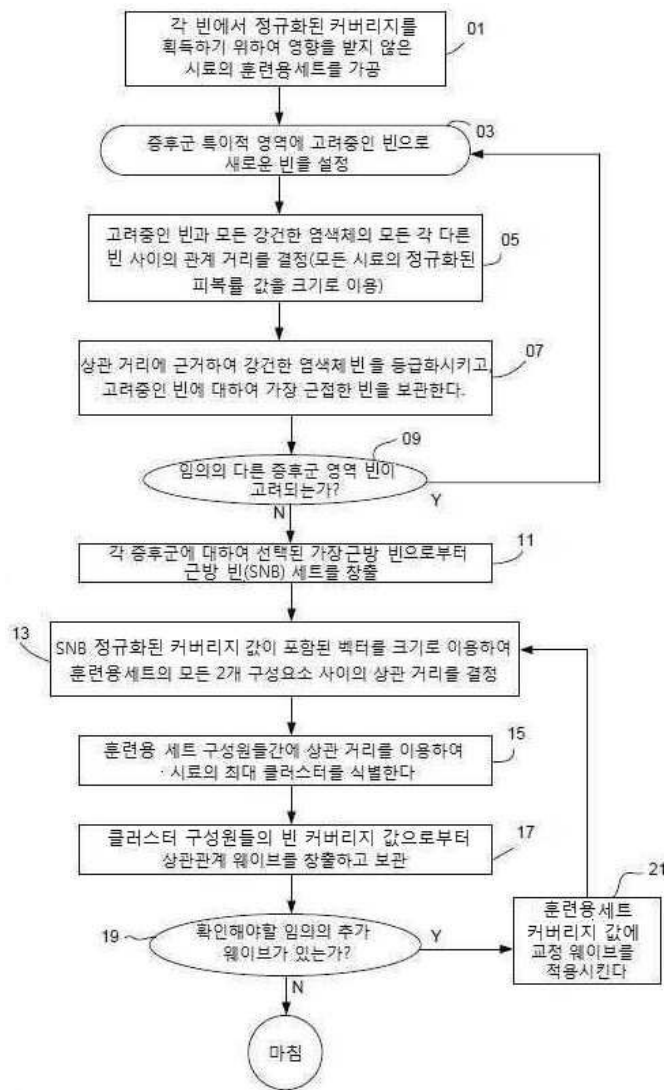 각 빈에서 정규화된 커버리지를
획득하기 위하여 영향을 받지 않은
시료의 훈련용세트를 가공
01
증후군 특이적 영역에 고려중인 빈으로
새로운 빈을 설정
03
고려중인 빈과 모든 강건한 염색체의 모든 각 다른
빈 사이의 관계 거리를 결정(모든 시료의 정규화된
피복률 값을 크기로 이용)
05
상관 거리에 근거하여 강건한 염색체 빈을 등급화시키고,
고려중인 빈에 대하여 가장 근접한 빈을 보관한다.
07
임의의 다른 증후군 영역 빈이
고려되는가?
09
N
Y
각 증후군에 대하여 선택된 가장근방 빈으로부터
근방 빈(SNB) 세트를 창출
11
13
SNB 정규화된 커버리지 값이 포함된 벡터를 크기로 이용하여
훈련용세트의 모든 2개 구성요소 사이의 상관 거리를 결정
훈련용 세트 구성원들간에 상관 거리를 이용하여
시료의 최대 클러스터를 식별한다
15
클러스터 구성원들의 빈 커버리지 값으로부터
상관관계 웨이브를 창출하고 보관
17
19
확인해야할 임의의 추가
웨이브가 있는가?
Y
N
21
훈련용세트
커버리지 값에
교정 웨이브를
적용시킨다
마침